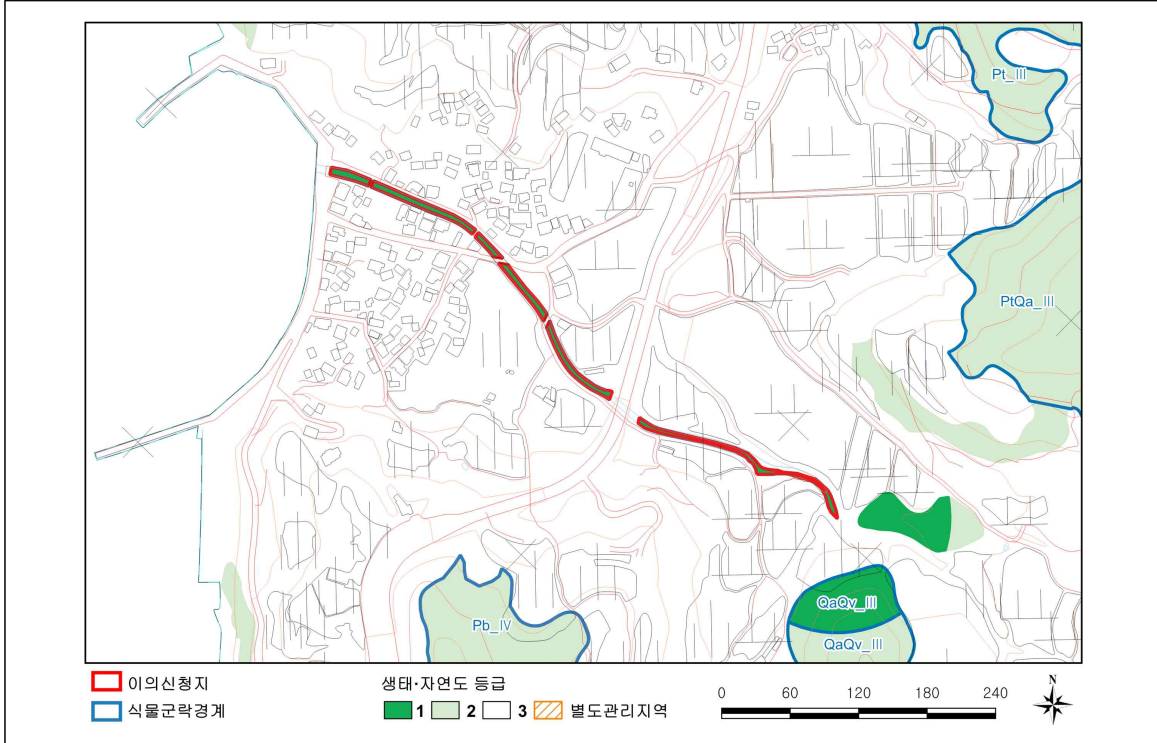 Pt_III
PtQa_III
QaQv_III
QaQv_III
Pb_IV
이의신청지
식물군락경계
생태·자연도 등급
1 2 3 별도관리지역
0 60 120 180 240
N